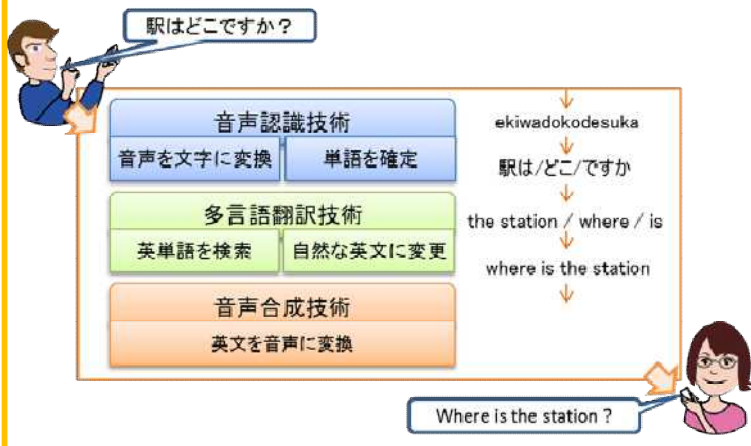 駅はどこですか？
音声認識技術
音声を文字に変換
単語を確定
多言語翻訳技術
英単語を検索
自然な英文に変更
音声合成技術
英文を音声に変換
ekiwadokodesuka
駅は/どこ/ですか
the station / where / is
where is the station
Where is the station ?